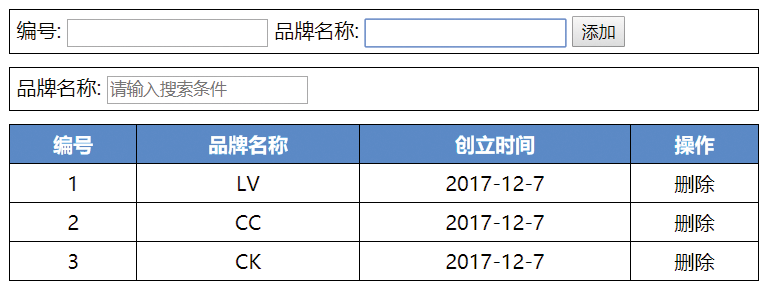 编号: 品牌名称: 添加
品牌名称: 请输入搜索条件
编号 品牌名称 创立时间 操作
1 LV 2017-12-7 删除
2 CC 2017-12-7 删除
3 CK 2017-12-7 删除